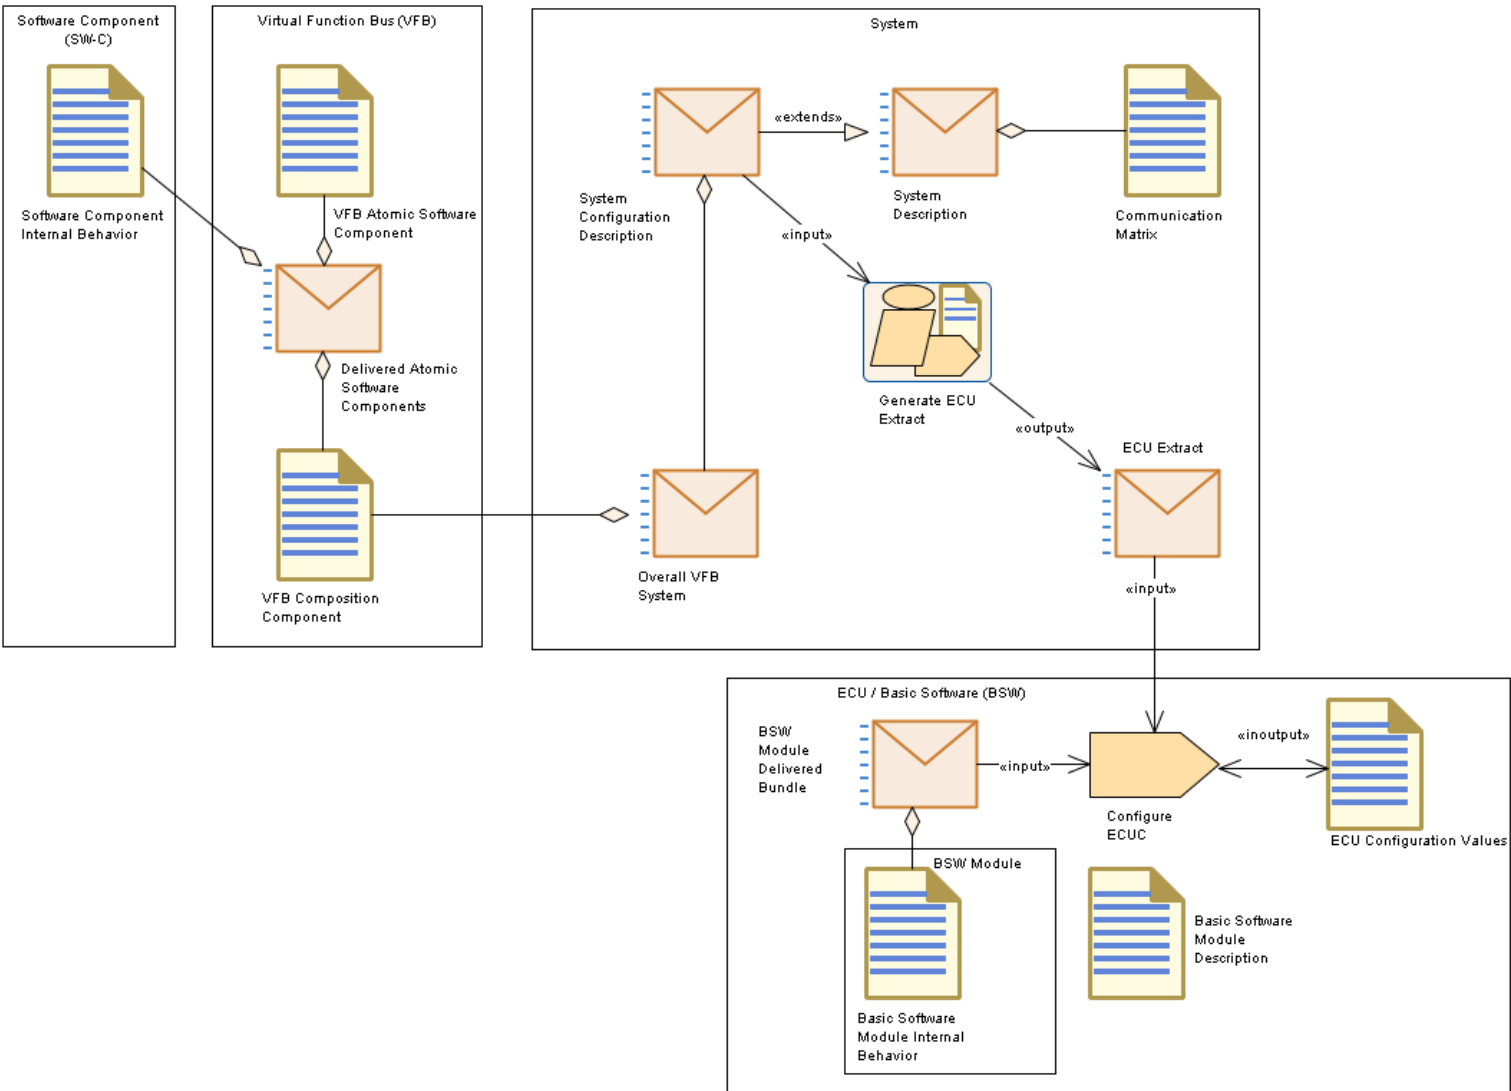 Software Component
(SW-C)
Software Component
Internal Behavior
Virtual Function Bus (VFB)
VFB Atomic Software
Component
Delivered Atomic
Software
Components
VFB Composition
Component
System
System
Configuration
Description
«extends»
System
Description
Communication
Matrix
«input»
Generate ECU
Extract
«output»
ECU Extract
Overall VFB
System
«input»
ECU / Basic Software (BSW)
BSW
Module
Delivered
Bundle
«input»
Configure
ECUC
«inoutput»
ECU Configuration Values
BSW Module
Basic Software
Module Internal
Behavior
Basic Software
Module
Description